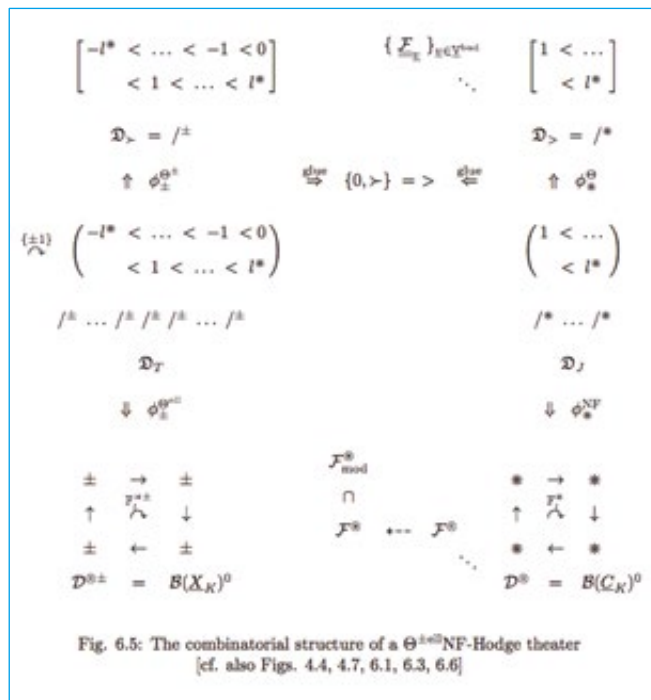 [ −l* < … < −1 < 0      { 𝓕_v }_{v∈V^bad}      [ 1 < …
< 1 < … < l* ]      ⋱      < l* ]
𝔇_≻ = /^±      𝔇_> = /^*
⇑ φ_±^{Θ^±}      glue ⇒ {0, ≻} = > glue ⇐      ⇑ φ_*^Θ
{±1} ↷ ( −l* < … < −1 < 0      ( 1 < …
< 1 < … < l* )      < l* )
/^± … /^± /^± /^± … /^±      /^* … /^*
𝔇_T      𝔇_J
⇓ φ_±^{Θ^ell}      ⇓ φ_*^{NF}
± → ±      𝓕^⊛_mod      * → *
↑ F^{⋊±} ↷ ↓      ∩      ↑ F^* ↷ ↓
± ← ±      𝓕^⊛ ⇠ 𝓕^⊛      * ← *
⋱
𝓓^{⊚±} = 𝓑(X_K)^0      𝓓^⊚ = 𝓑(C_K)^0
Fig. 6.5: The combinatorial structure of a Θ^{±ell}NF-Hodge theater
[cf. also Figs. 4.4, 4.7, 6.1, 6.3, 6.6]